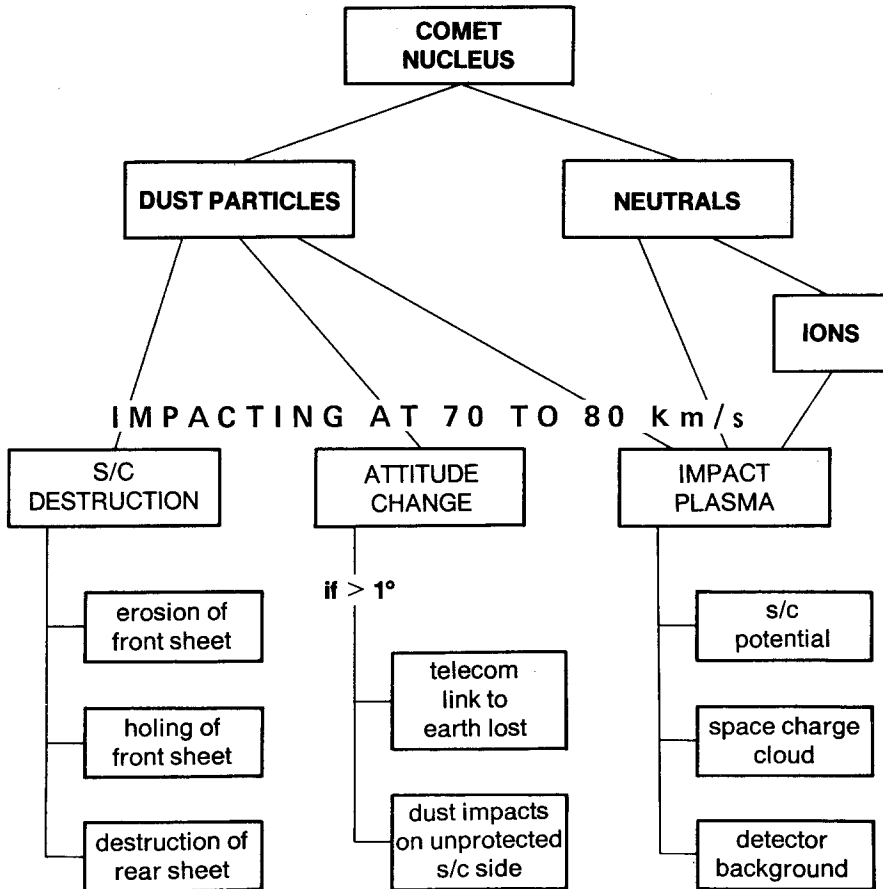 COMET
NUCLEUS
DUST PARTICLES
NEUTRALS
IONS
IMPACTING AT 70 TO 80 km/s
S/C
DESTRUCTION
erosion of
front sheet
holing of
front sheet
destruction of
rear sheet
ATTITUDE
CHANGE
if > 1°
telecom
link to
earth lost
dust impacts
on unprotected
s/c side
IMPACT
PLASMA
s/c
potential
space charge
cloud
detector
background